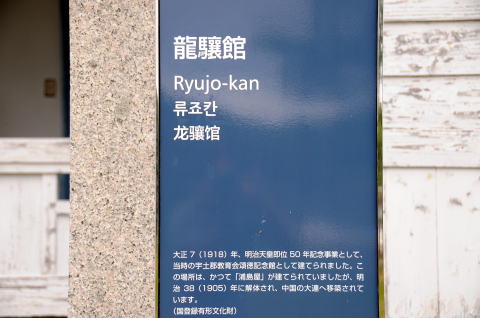 龍驤館
Ryujo-kan
류죠칸
龙骧馆
大正 7（1918）年、明治天皇即位 50 年記念事業として、
当時の宇土郡教育会頌徳記念館として建てられました。こ
の場所は、かつて「浦島屋」が建てられていましたが、明
治 38（1905）年に解体され、中国の大連へ移築されて
います。
（国登録有形文化財）